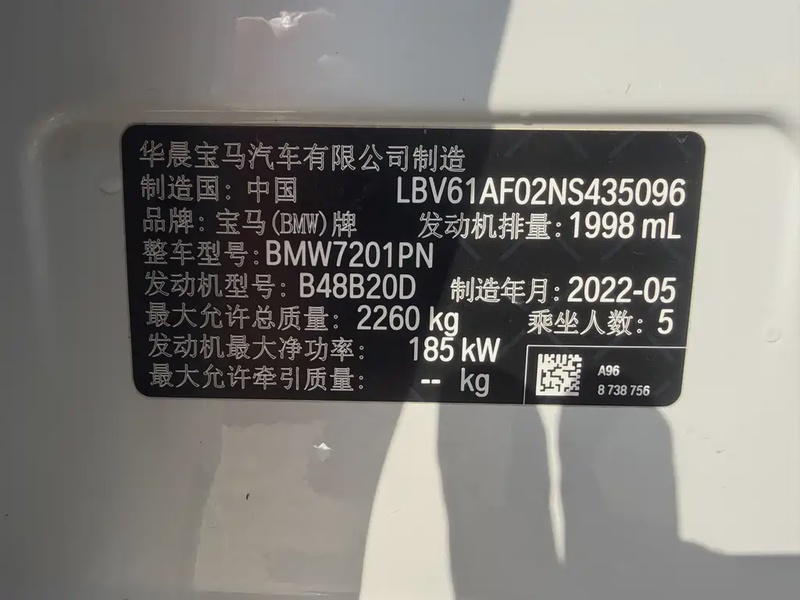 华晨宝马汽车有限公司制造
制造国: 中国 LBV61AF02NS435096
品牌: 宝马(BMW)牌 发动机排量: 1998 mL
整车型号: BMW7201PN
发动机型号: B48B20D 制造年月: 2022-05
最大允许总质量: 2260 kg 乘坐人数: 5
发动机最大净功率: 185 kW
最大允许牵引质量: -- kg
A96
8 738 756